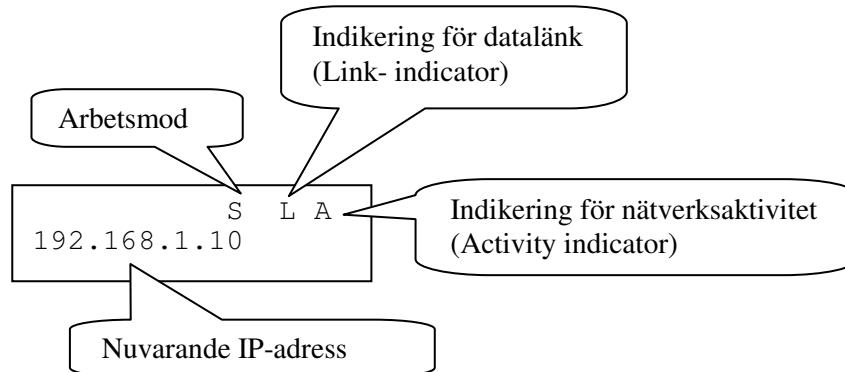 Indikering för datalänk
(Link- indicator)
Arbetsmod
S L A
192.168.1.10
Indikering för nätverksaktivitet
(Activity indicator)
Nuvarande IP-adress